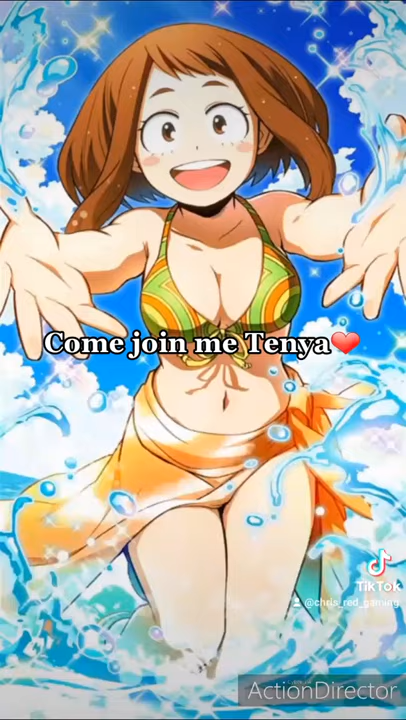 Come join me Tenya❤️
TikTok
@chris_red_gaming
ActionDirector